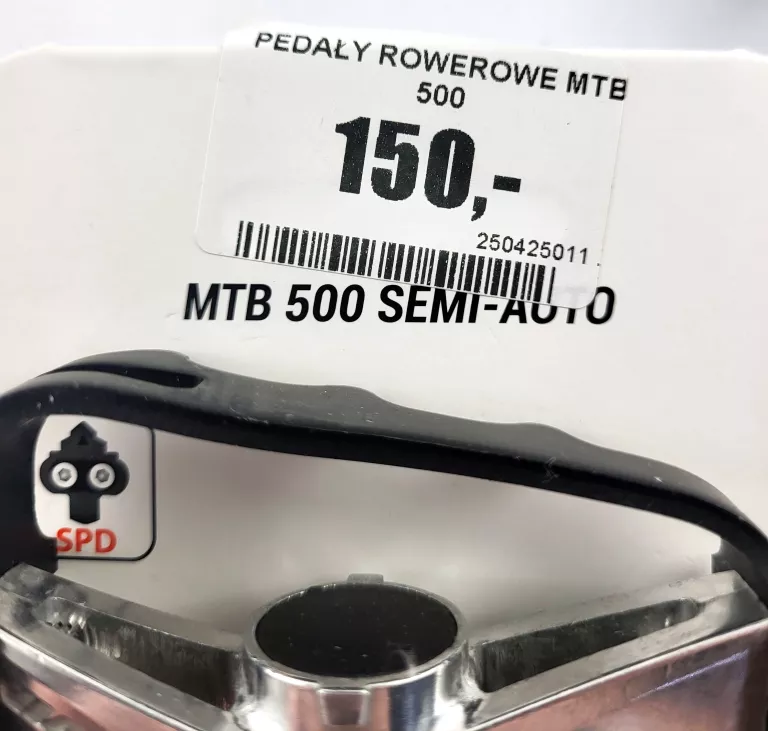 PEDAŁY ROWEROWE MTB
500
150,-
250425011
MTB 500 SEMI-AUTO
SPD